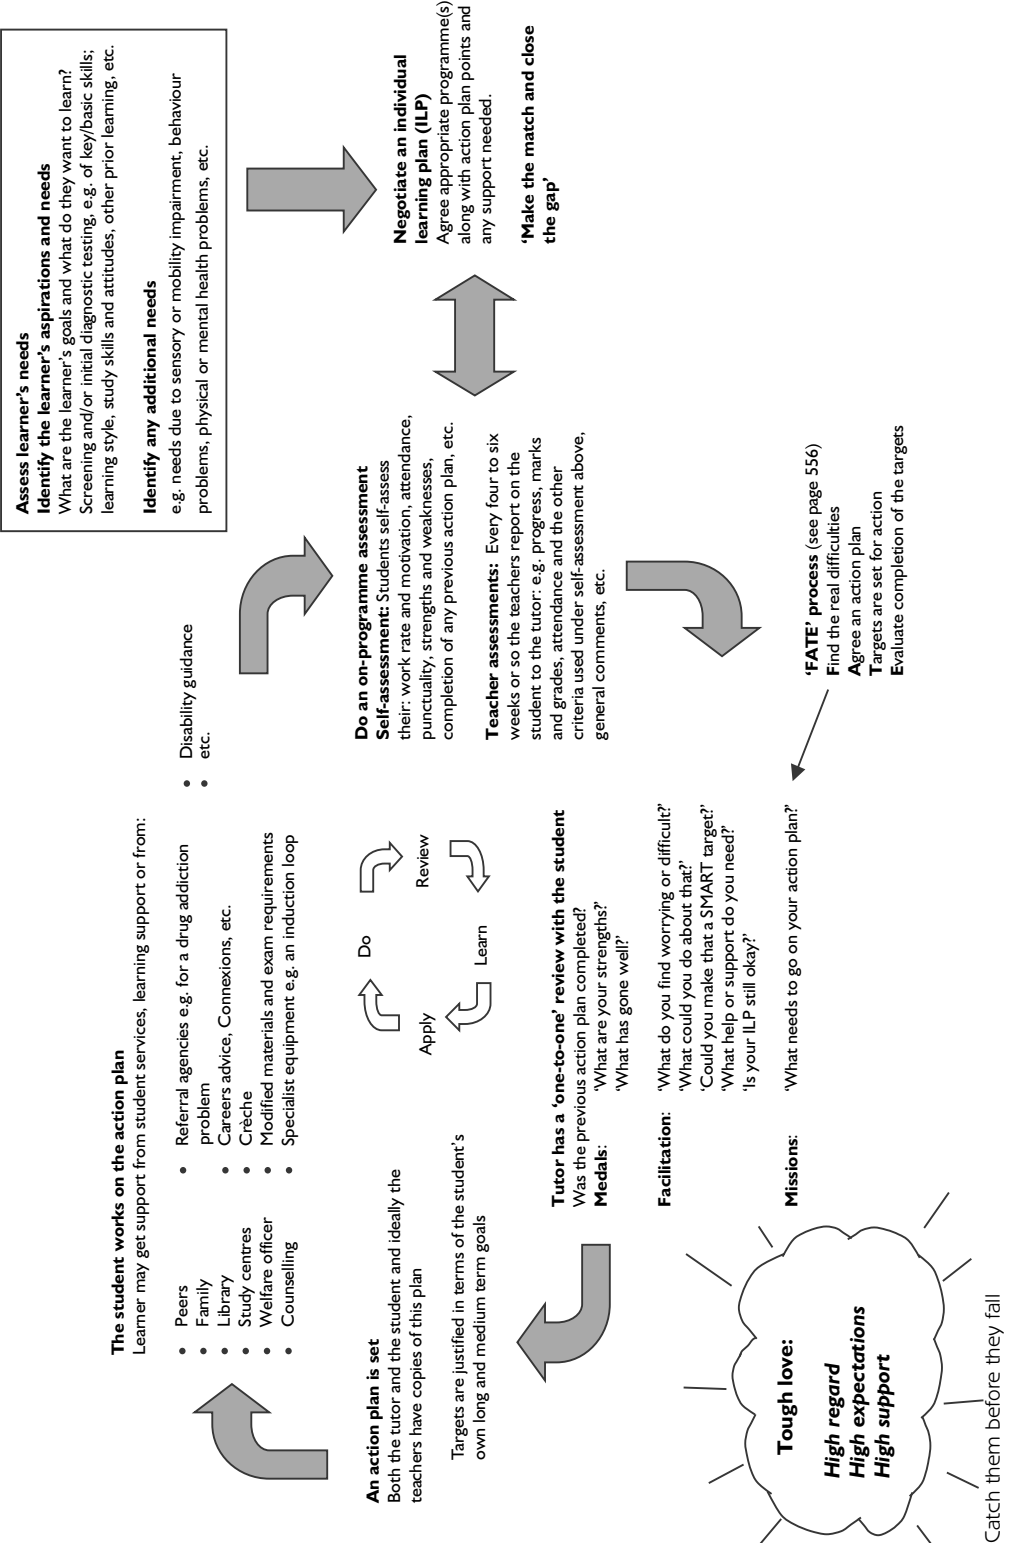 Assess learner's needs
Identify the learner's aspirations and needs
What are the learner's goals and what do they want to learn?
Screening and/or initial diagnostic testing, e.g. of key/basic skills;
learning style, study skills and attitudes, other prior learning, etc.
Identify any additional needs
e.g. needs due to sensory or mobility impairment, behaviour
problems, physical or mental health problems, etc.
Negotiate an individual
learning plan (ILP)
Agree appropriate programme(s)
along with action plan points and
any support needed.
'Make the match and close
the gap'
Do an on-programme assessment
Self-assessment: Students self-assess
their: work rate and motivation, attendance,
punctuality, strengths and weaknesses,
completion of any previous action plan, etc.
Teacher assessments: Every four to six
weeks or so the teachers report on the
student to the tutor: e.g. progress, marks
and grades, attendance and the other
criteria used under self-assessment above,
general comments, etc.
'FATE' process (see page 556)
Find the real difficulties
Agree an action plan
Targets are set for action
Evaluate completion of the targets
Tutor has a 'one-to-one' review with the student
Was the previous action plan completed?
Medals: 'What are your strengths?'
'What has gone well?'
Facilitation: 'What do you find worrying or difficult?'
'What could you do about that?'
'Could you make that a SMART target?'
'What help or support do you need?'
'Is your ILP still okay?'
Missions: 'What needs to go on your action plan?'
An action plan is set
Both the tutor and the student and ideally the
teachers have copies of this plan
Targets are justified in terms of the student's
own long and medium term goals
The student works on the action plan
Learner may get support from student services, learning support or from:
• Peers
• Family
• Library
• Study centres
• Welfare officer
• Counselling
• Referral agencies e.g. for a drug addiction
problem
• Careers advice, Connexions, etc.
• Crèche
• Modified materials and exam requirements
• Specialist equipment e.g. an induction loop
• Disability guidance
• etc.
Do
Review
Learn
Apply
Tough love:
High regard
High expectations
High support
Catch them before they fall